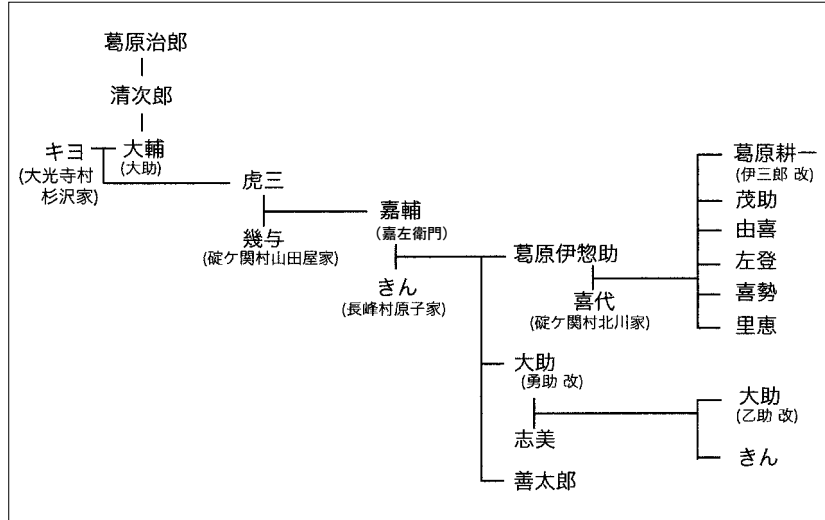 葛原治郎
清次郎
キヨ
(大光寺村
杉沢家)
大輔
(大助)
虎三
幾与
(碇ケ関村山田屋家)
嘉輔
(嘉左衛門)
きん
(長峰村原子家)
葛原伊惣助
喜代
(碇ケ関村北川家)
葛原耕一
(伊三郎 改)
茂助
由喜
左登
喜勢
里恵
大助
(勇助 改)
志美
大助
(乙助 改)
きん
善太郎